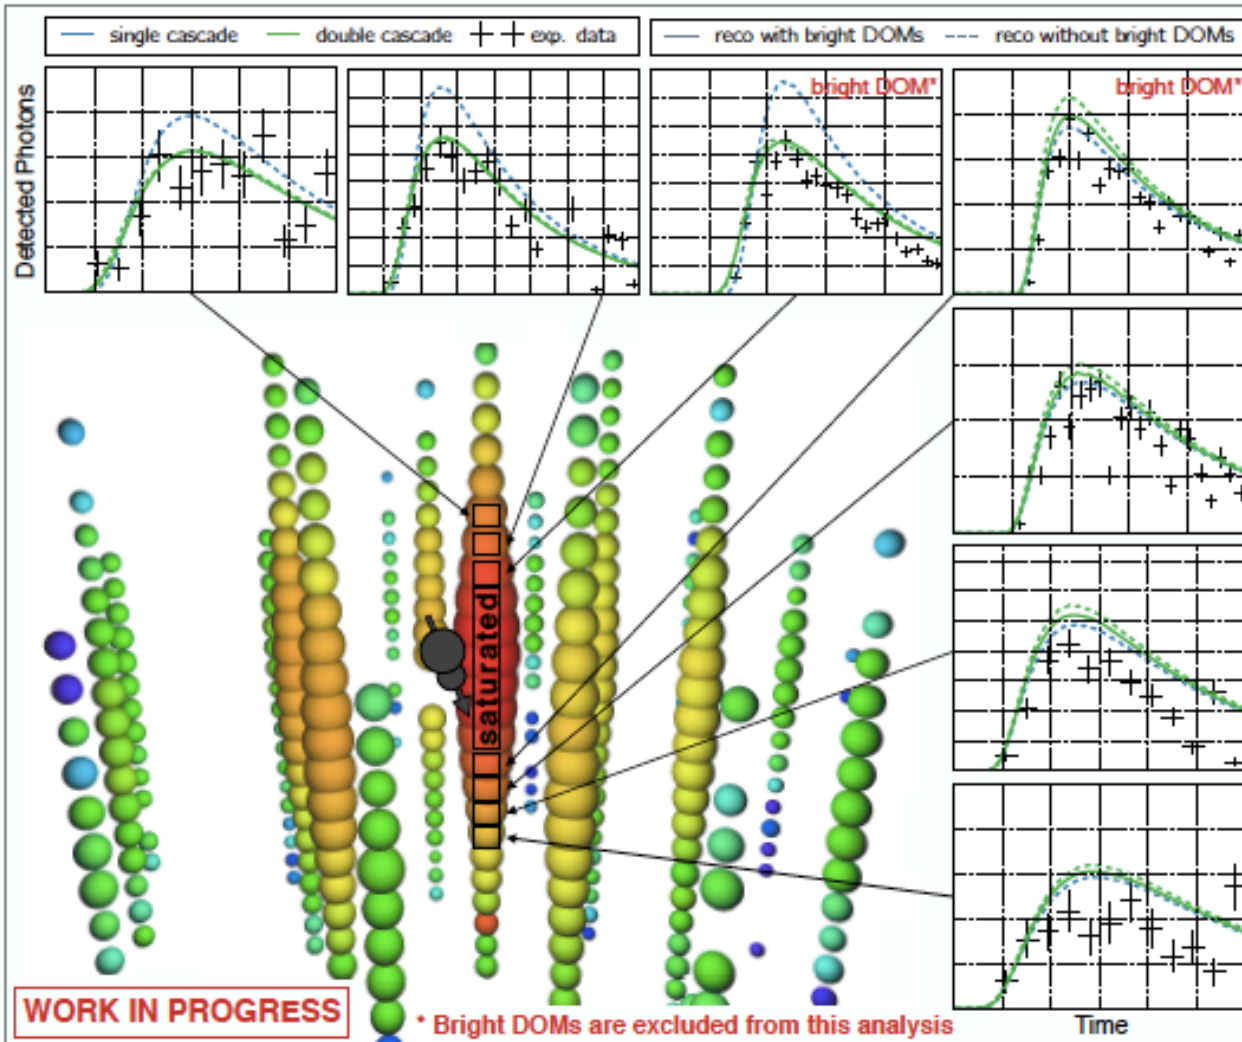 single cascade double cascade exp. data
reco with bright DOMs reco without bright DOMs
Detected Photons
bright DOM*
bright DOM*
saturated
WORK IN PROGRESS
* Bright DOMs are excluded from this analysis
Time